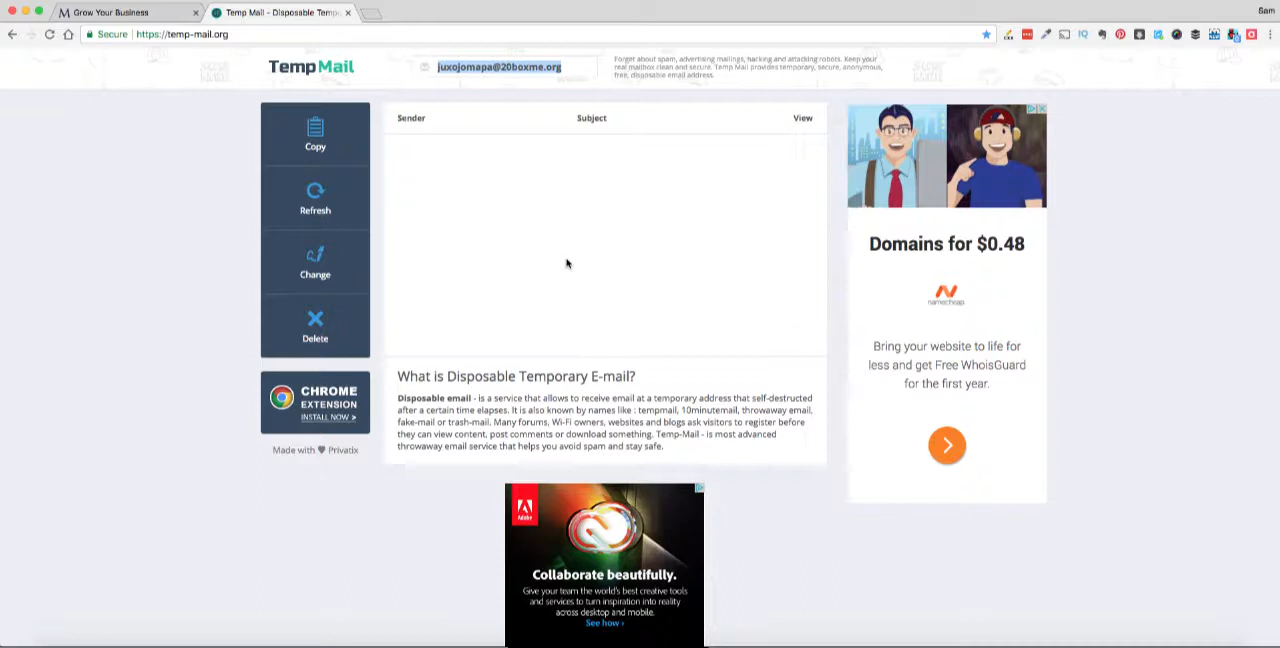 Grow Your Business
Temp Mail - Disposable Temp
Sam
Secure | https://temp-mail.org
TempMail
juxojomapa@20boxme.org
Forget about spam, advertising mailings, hacking and attacking robots. Keep your
real mailbox clean and secure. Temp Mail provides temporary, secure, anonymous,
free, disposable email address.
Copy
Refresh
Change
Delete
CHROME
EXTENSION
INSTALL NOW >
Made with ♥ Privatix
Sender Subject View
What is Disposable Temporary E-mail?
Disposable email - is a service that allows to receive email at a temporary address that self-destructed
after a certain time elapses. It is also known by names like : tempmail, 10minutemail, throwaway email,
fake-mail or trash-mail. Many forums, Wi-Fi owners, websites and blogs ask visitors to register before
they can view content, post comments or download something. Temp-Mail - is most advanced
throwaway email service that helps you avoid spam and stay safe.
Domains for $0.48
namecheap
Bring your website to life for
less and get Free WhoisGuard
for the first year.
Adobe
Collaborate beautifully.
Give your team the world's best creative tools
and services to turn inspiration into reality
across desktop and mobile.
See how ›